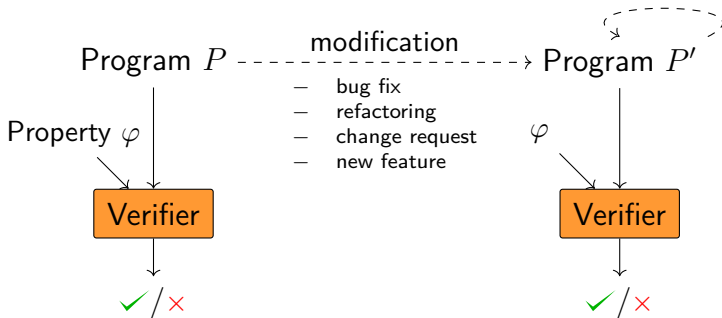 modification
Program P
Program P′
– bug fix
– refactoring
– change request
– new feature
Property φ
φ
Verifier
Verifier
✓/×
✓/×